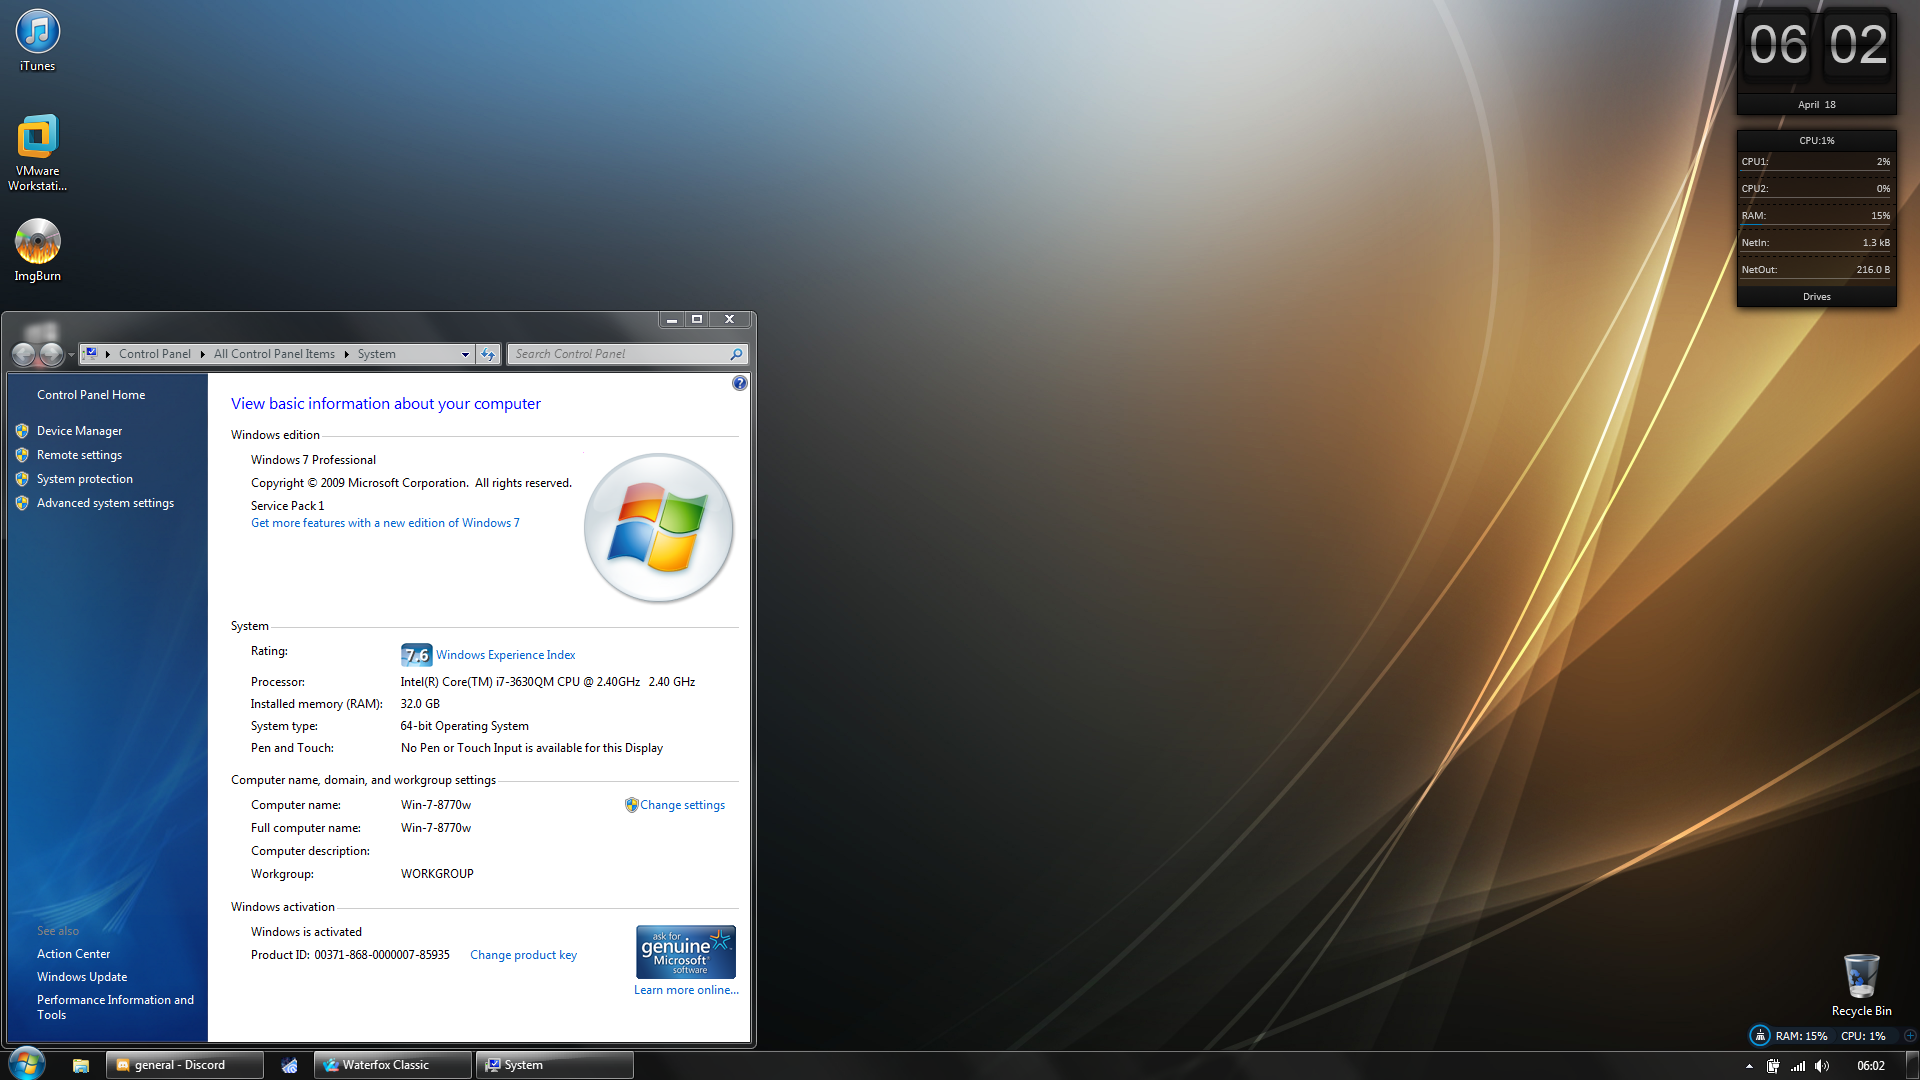 iTunes
VMware
Workstati...
ImgBurn
06 02
April 18
CPU:1%
CPU1: 2%
CPU2: 0%
RAM: 15%
NetIn: 1.3 kB
NetOut: 216.0 B
Drives
Control Panel All Control Panel Items System
Search Control Panel
Control Panel Home
Device Manager
Remote settings
System protection
Advanced system settings
See also
Action Center
Windows Update
Performance Information and
Tools
View basic information about your computer
Windows edition
Windows 7 Professional
Copyright © 2009 Microsoft Corporation. All rights reserved.
Service Pack 1
Get more features with a new edition of Windows 7
System
Rating: 7.6 Windows Experience Index
Processor: Intel(R) Core(TM) i7-3630QM CPU @ 2.40GHz 2.40 GHz
Installed memory (RAM): 32.0 GB
System type: 64-bit Operating System
Pen and Touch: No Pen or Touch Input is available for this Display
Computer name, domain, and workgroup settings
Computer name: Win-7-8770w Change settings
Full computer name: Win-7-8770w
Computer description:
Workgroup: WORKGROUP
Windows activation
Windows is activated
Product ID: 00371-868-0000007-85935 Change product key
ask for
genuine
Microsoft®
software
Learn more online...
Recycle Bin
RAM: 15% CPU: 1%
general - Discord
Waterfox Classic
System
06:02